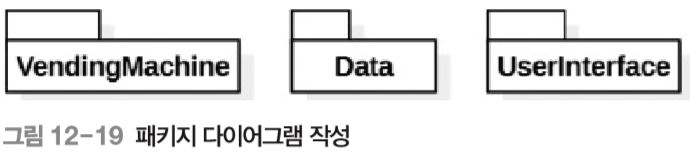 VendingMachine Data UserInterface
그림 12-19 패키지 다이어그램 작성